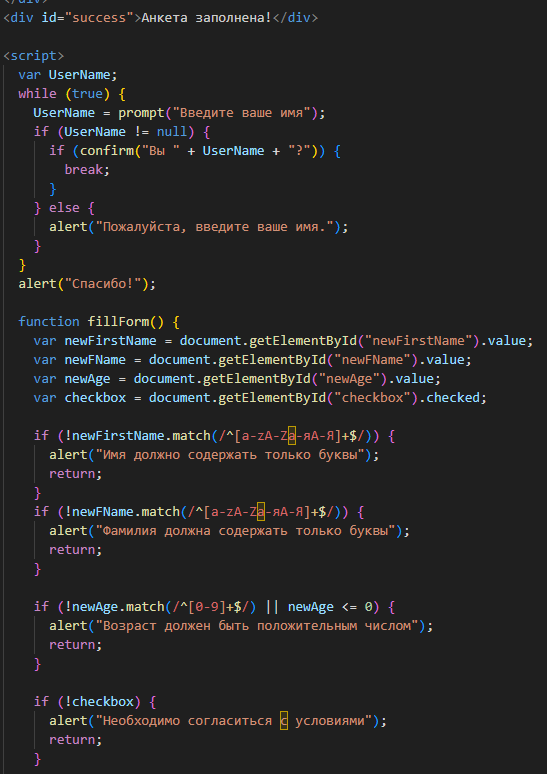 </div>
<div id="success">Анкета заполнена!</div>
<script>
var UserName;
while (true) {
UserName = prompt("Введите ваше имя");
if (UserName != null) {
if (confirm("Вы " + UserName + "?")) {
break;
}
} else {
alert("Пожалуйста, введите ваше имя.");
}
}
alert("Спасибо!");
function fillForm() {
var newFirstName = document.getElementById("newFirstName").value;
var newFName = document.getElementById("newFName").value;
var newAge = document.getElementById("newAge").value;
var checkbox = document.getElementById("checkbox").checked;
if (!newFirstName.match(/^[a-zA-Zа-яА-Я]+$/)) {
alert("Имя должно содержать только буквы");
return;
}
if (!newFName.match(/^[a-zA-Zа-яА-Я]+$/)) {
alert("Фамилия должна содержать только буквы");
return;
}
if (!newAge.match(/^[0-9]+$/) || newAge <= 0) {
alert("Возраст должен быть положительным числом");
return;
}
if (!checkbox) {
alert("Необходимо согласиться с условиями");
return;
}